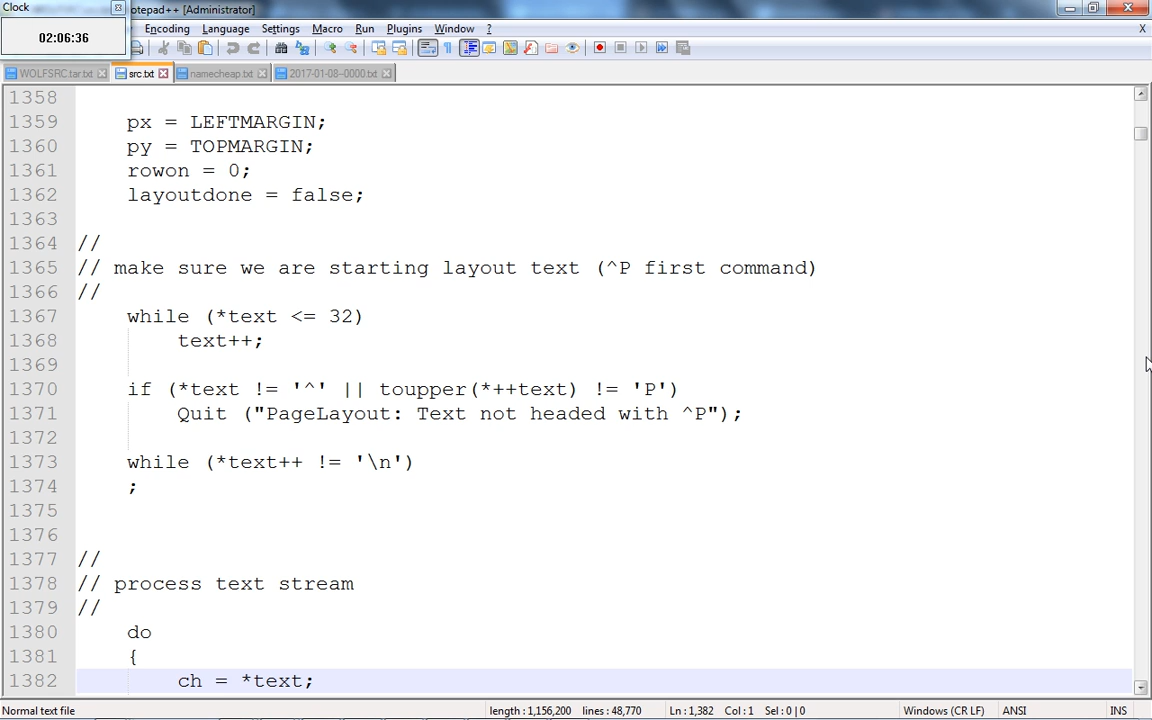 Clock
otepad++ [Administrator]
02:06:36
Encoding Language Settings Macro Run Plugins Window ? X
WOLFSRC.tar.txt src.txt namecheap.txt 2017-01-08--0000.txt
1358
1359 px = LEFTMARGIN;
1360 py = TOPMARGIN;
1361 rowon = 0;
1362 layoutdone = false;
1363
1364 //
1365 // make sure we are starting layout text (^P first command)
1366 //
1367 while (*text <= 32)
1368 text++;
1369
1370 if (*text != '^' || toupper(*++text) != 'P')
1371 Quit ("PageLayout: Text not headed with ^P");
1372
1373 while (*text++ != '\n')
1374 ;
1375
1376
1377 //
1378 // process text stream
1379 //
1380 do
1381 {
1382 ch = *text;
Normal text file length : 1,156,200 lines : 48,770 Ln : 1,382 Col : 1 Sel : 0 | 0 Windows (CR LF) ANSI INS